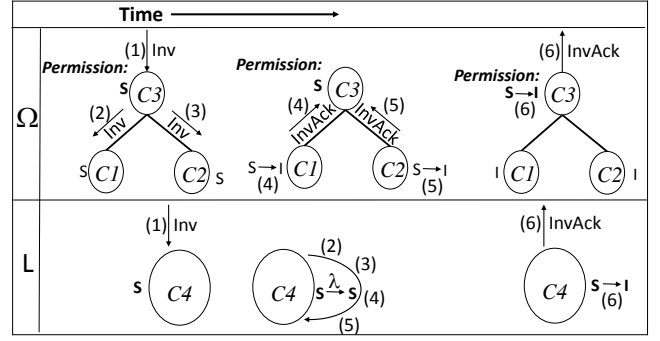 Time
(1) Inv
(6) InvAck
Permission:
Permission:
Permission:
S C3
S C3
S→I C3
(6)
(2) Inv
Inv (3)
(4) InvAck
InvAck (5)
Ω
S C1
C2 S
S→I C1
(4)
C2 S→I
(5)
I C1
C2 I
(1) Inv
(6) InvAck
L
S C4
C4
(2)
(3)
S λ→ S (4)
(5)
C4 S→I
(6)